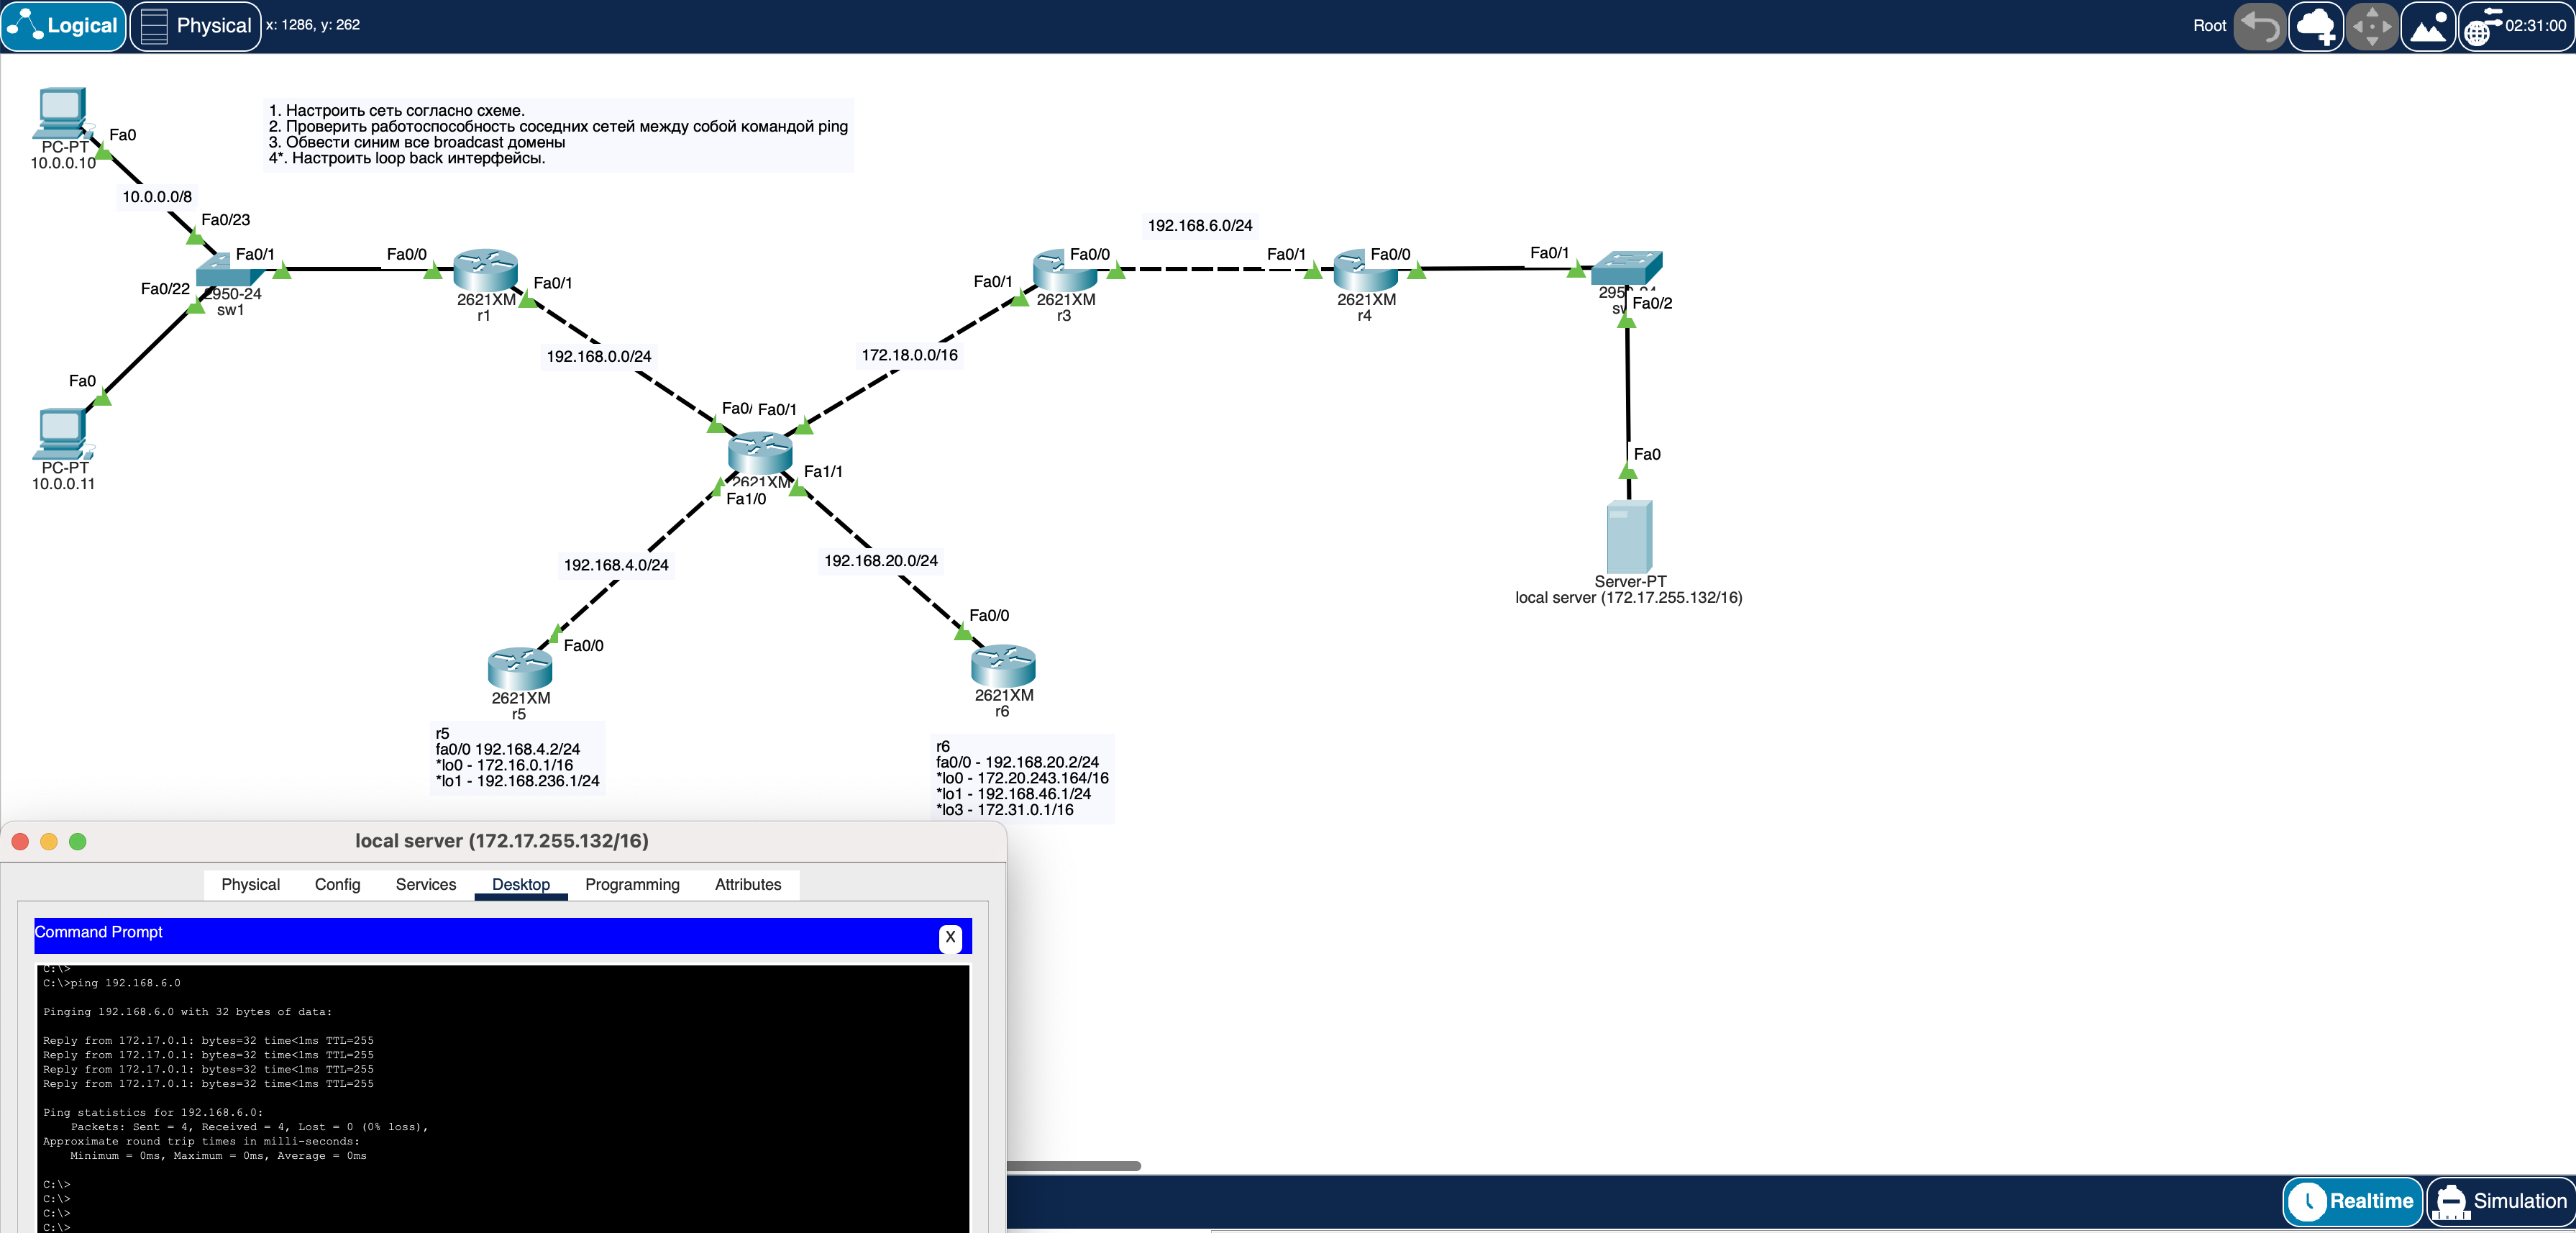 Logical
Physical
x: 1286, y: 262
Root
02:31:00
1. Настроить сеть согласно схеме.
2. Проверить работоспособность соседних сетей между собой командой ping
3. Обвести синим все broadcast домены
4*. Настроить loop back интерфейсы.
Fa0
PC-PT
10.0.0.10
10.0.0.0/8
Fa0/23
Fa0/1
Fa0/22
2950-24
sw1
Fa0
PC-PT
10.0.0.11
Fa0/0
2621XM
r1
Fa0/1
192.168.0.0/24
172.18.0.0/16
Fa0/1
Fa0/0
2621XM
r3
192.168.6.0/24
Fa0/1
Fa0/0
2621XM
r4
Fa0/1
Fa0/2
Fa0
Server-PT
local server (172.17.255.132/16)
Fa0/
Fa0/1
2621XM
Fa1/1
Fa1/0
192.168.4.0/24
192.168.20.0/24
Fa0/0
2621XM
r5
Fa0/0
2621XM
r6
r5
fa0/0 192.168.4.2/24
*lo0 - 172.16.0.1/16
*lo1 - 192.168.236.1/24
r6
fa0/0 - 192.168.20.2/24
*lo0 - 172.20.243.164/16
*lo1 - 192.168.46.1/24
*lo3 - 172.31.0.1/16
local server (172.17.255.132/16)
Physical Config Services Desktop Programming Attributes
Command Prompt
X
C:\>
C:\>ping 192.168.6.0
Pinging 192.168.6.0 with 32 bytes of data:
Reply from 172.17.0.1: bytes=32 time<1ms TTL=255
Reply from 172.17.0.1: bytes=32 time<1ms TTL=255
Reply from 172.17.0.1: bytes=32 time<1ms TTL=255
Reply from 172.17.0.1: bytes=32 time<1ms TTL=255
Ping statistics for 192.168.6.0:
Packets: Sent = 4, Received = 4, Lost = 0 (0% loss),
Approximate round trip times in milli-seconds:
Minimum = 0ms, Maximum = 0ms, Average = 0ms
C:\>
C:\>
C:\>
C:\>
Realtime
Simulation